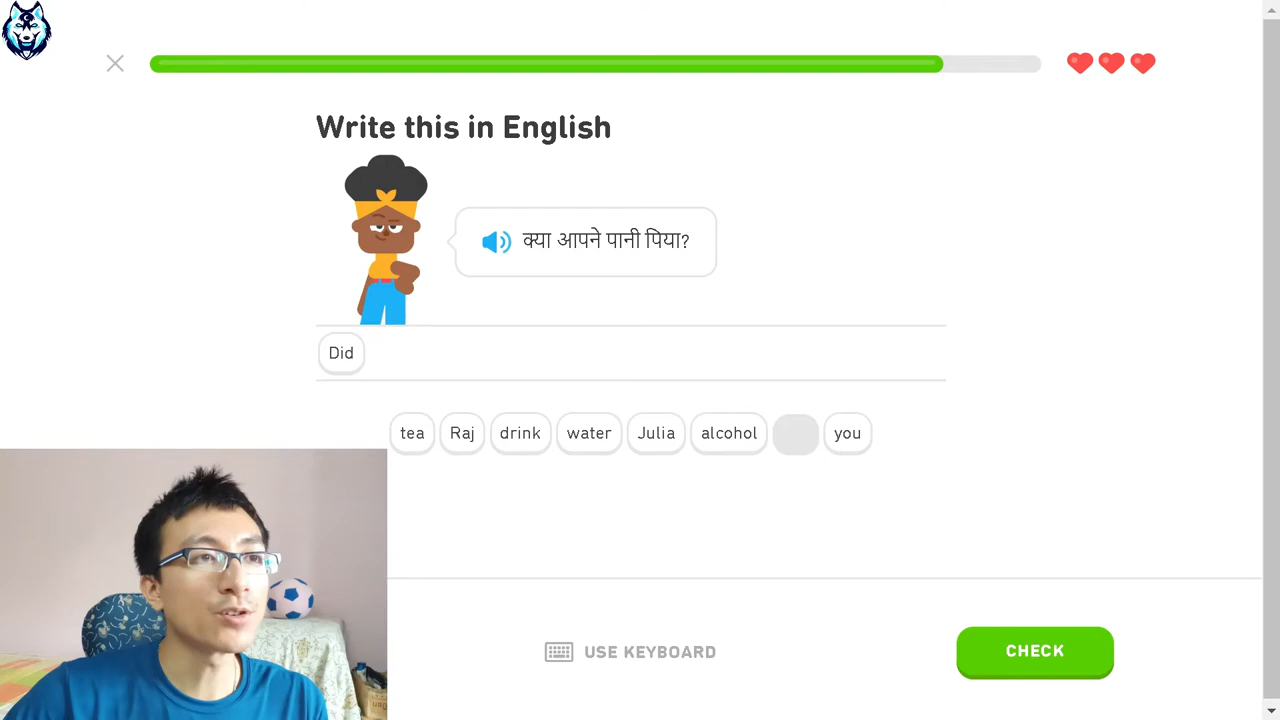 Write this in English
क्या आपने पानी पिया?
Did
tea Raj drink water Julia alcohol you
USE KEYBOARD
CHECK